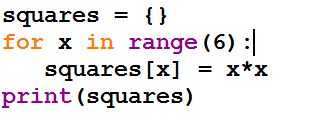 squares = {}
for x in range(6):
   squares[x] = x*x
print(squares)